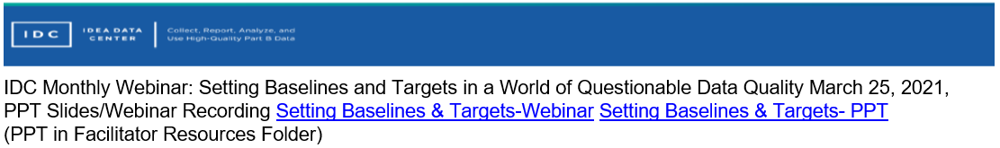 IDC
IDEA DATA
CENTER
Collect, Report, Analyze, and
Use High-Quality Part B Data
IDC Monthly Webinar: Setting Baselines and Targets in a World of Questionable Data Quality March 25, 2021,
PPT Slides/Webinar Recording Setting Baselines & Targets-Webinar Setting Baselines & Targets- PPT
(PPT in Facilitator Resources Folder)